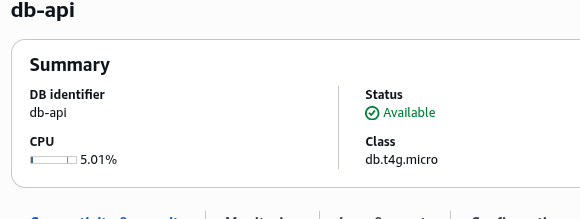 db-api
Summary
DB identifier
db-api
Status
Available
CPU
5.01%
Class
db.t4g.micro